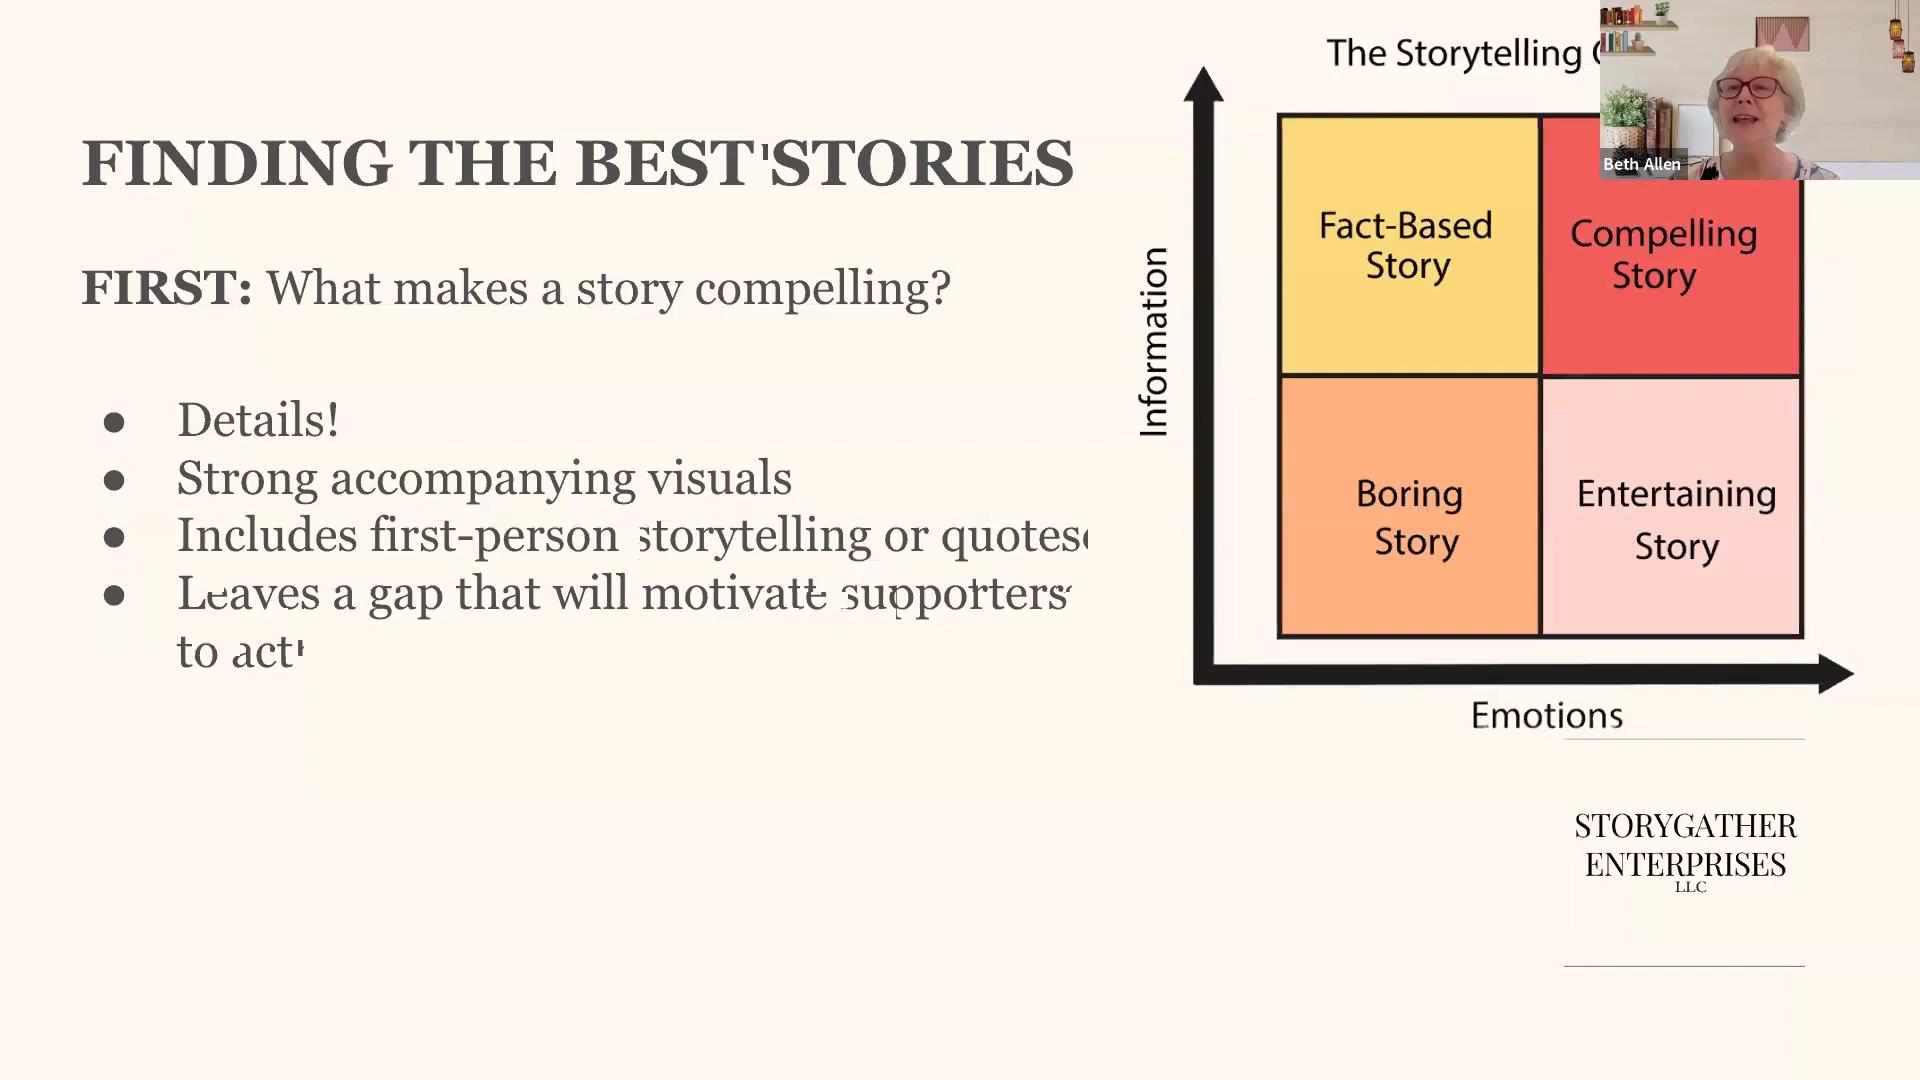 FINDING THE BEST STORIES
FIRST: What makes a story compelling?
● Details!
● Strong accompanying visuals
● Includes first-person storytelling or quotes
● Leaves a gap that will motivate supporters
to act
The Storytelling
Information
Fact-Based
Story
Compelling
Story
Boring
Story
Entertaining
Story
Emotions
Beth Allen
STORYGATHER
ENTERPRISES
LLC